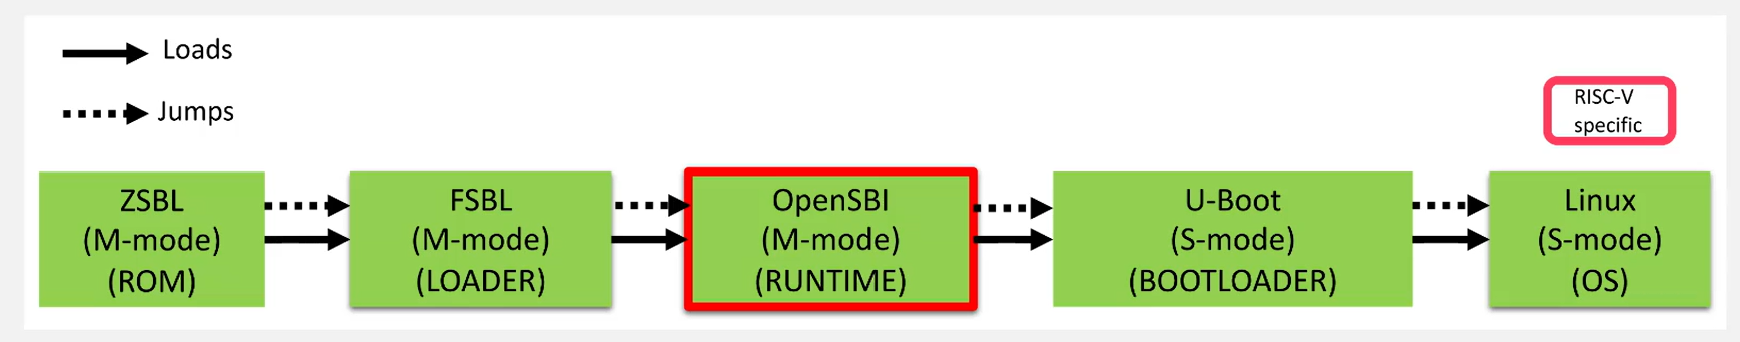 Loads
Jumps
RISC-V
specific
ZSBL
(M-mode)
(ROM)
FSBL
(M-mode)
(LOADER)
OpenSBI
(M-mode)
(RUNTIME)
U-Boot
(S-mode)
(BOOTLOADER)
Linux
(S-mode)
(OS)